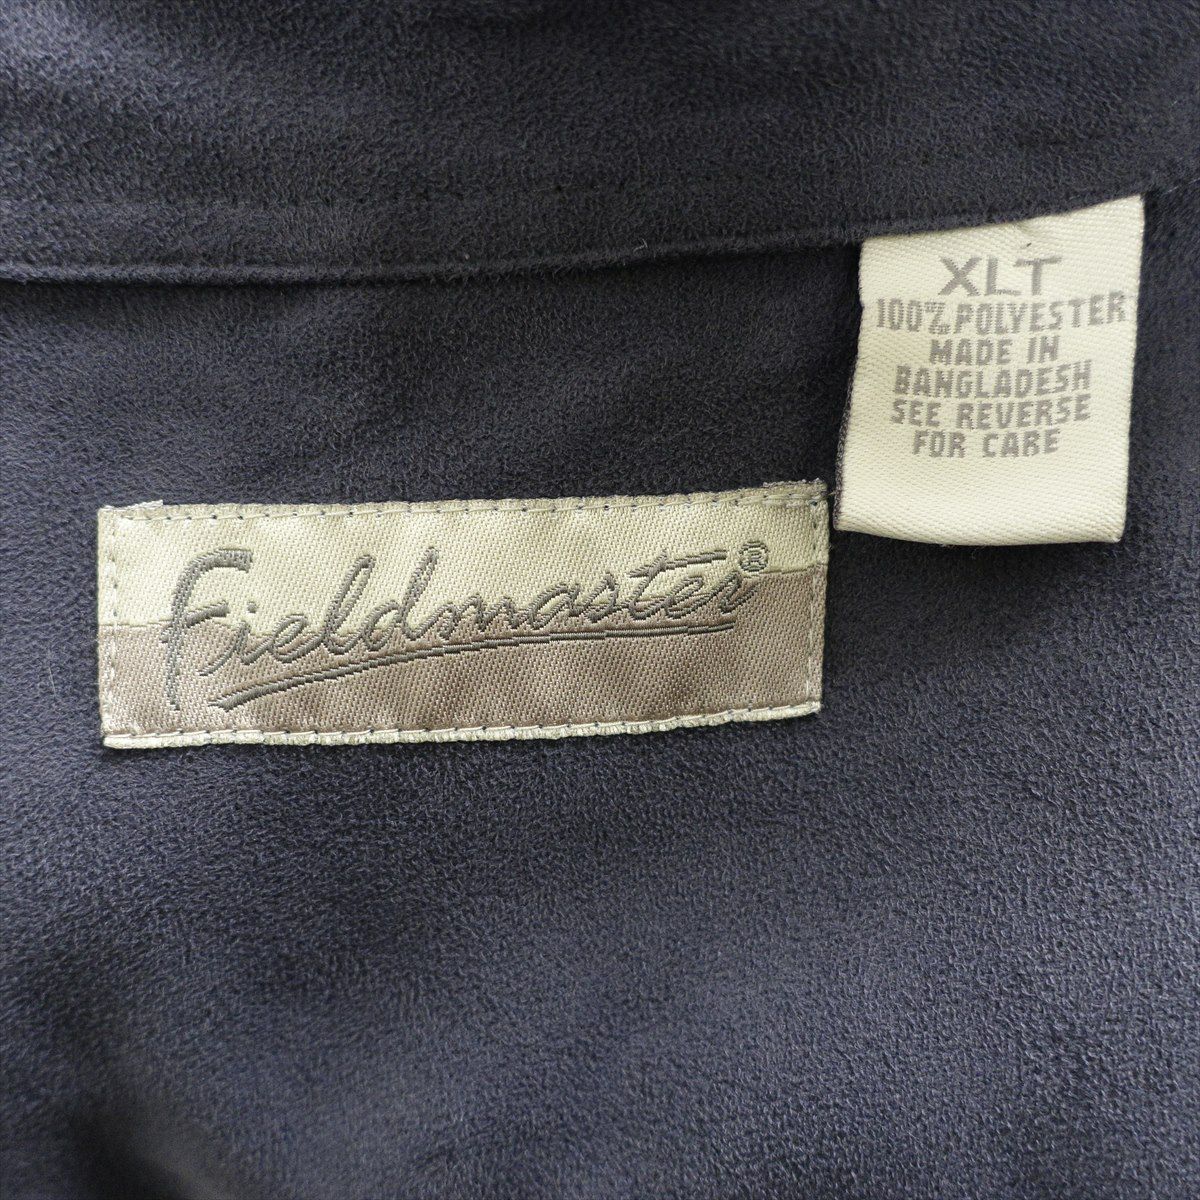 XLT
100% POLYESTER
MADE IN
BANGLADESH
SEE REVERSE
FOR CARE
Fieldmaster®